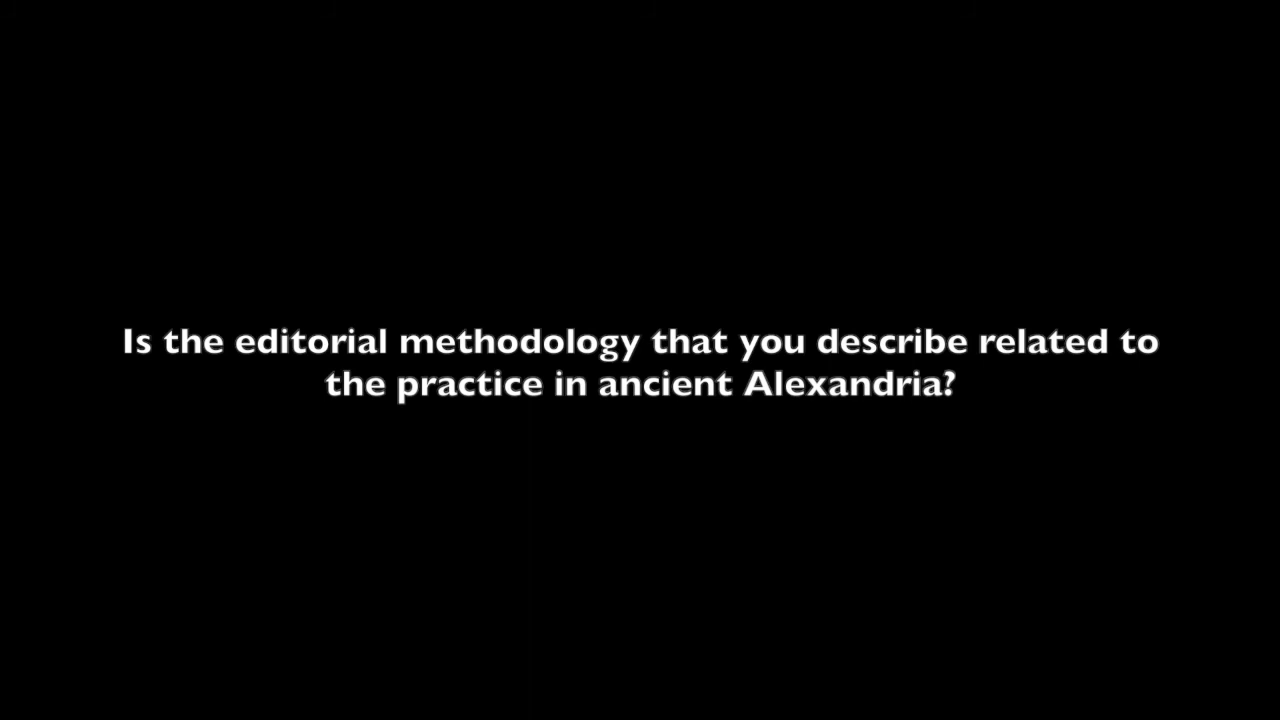 Is the editorial methodology that you describe related to
the practice in ancient Alexandria?